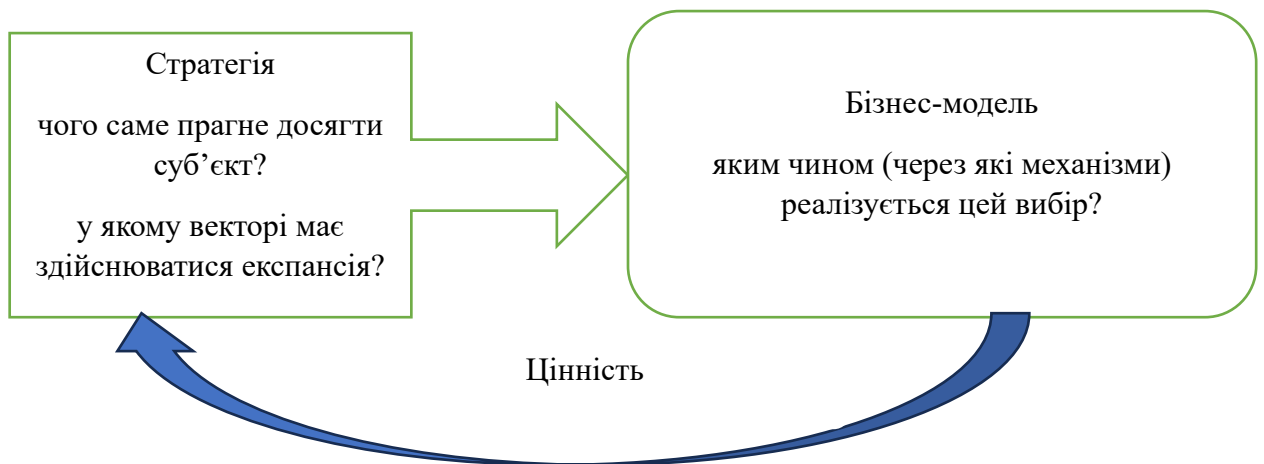 Стратегія
чого саме прагне досягти
суб’єкт?
у якому векторі має
здійснюватися експансія?
Бізнес-модель
яким чином (через які механізми)
реалізується цей вибір?
Цінність